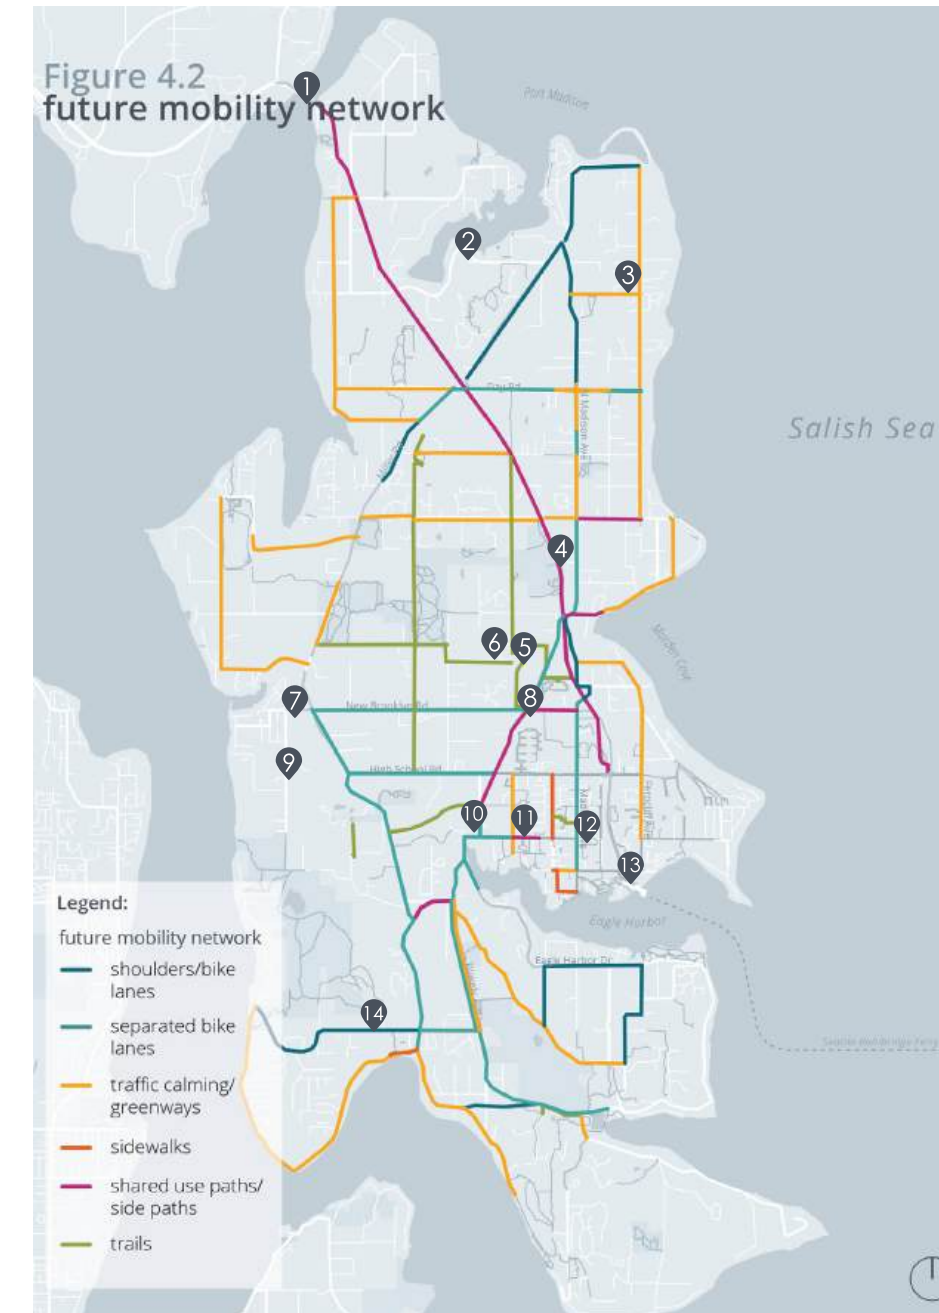 Figure 4.2
future mobility network
1
Port Madison
2
3
Day Rd
Salish Sea
4
6
5
7
8
New Brooklyn Rd
9
High School Rd
10
11
12
13
Eagle Harbor
Eagle Harbor Dr
14
Legend:
future mobility network
shoulders/bike
lanes
separated bike
lanes
traffic calming/
greenways
sidewalks
shared use paths/
side paths
trails